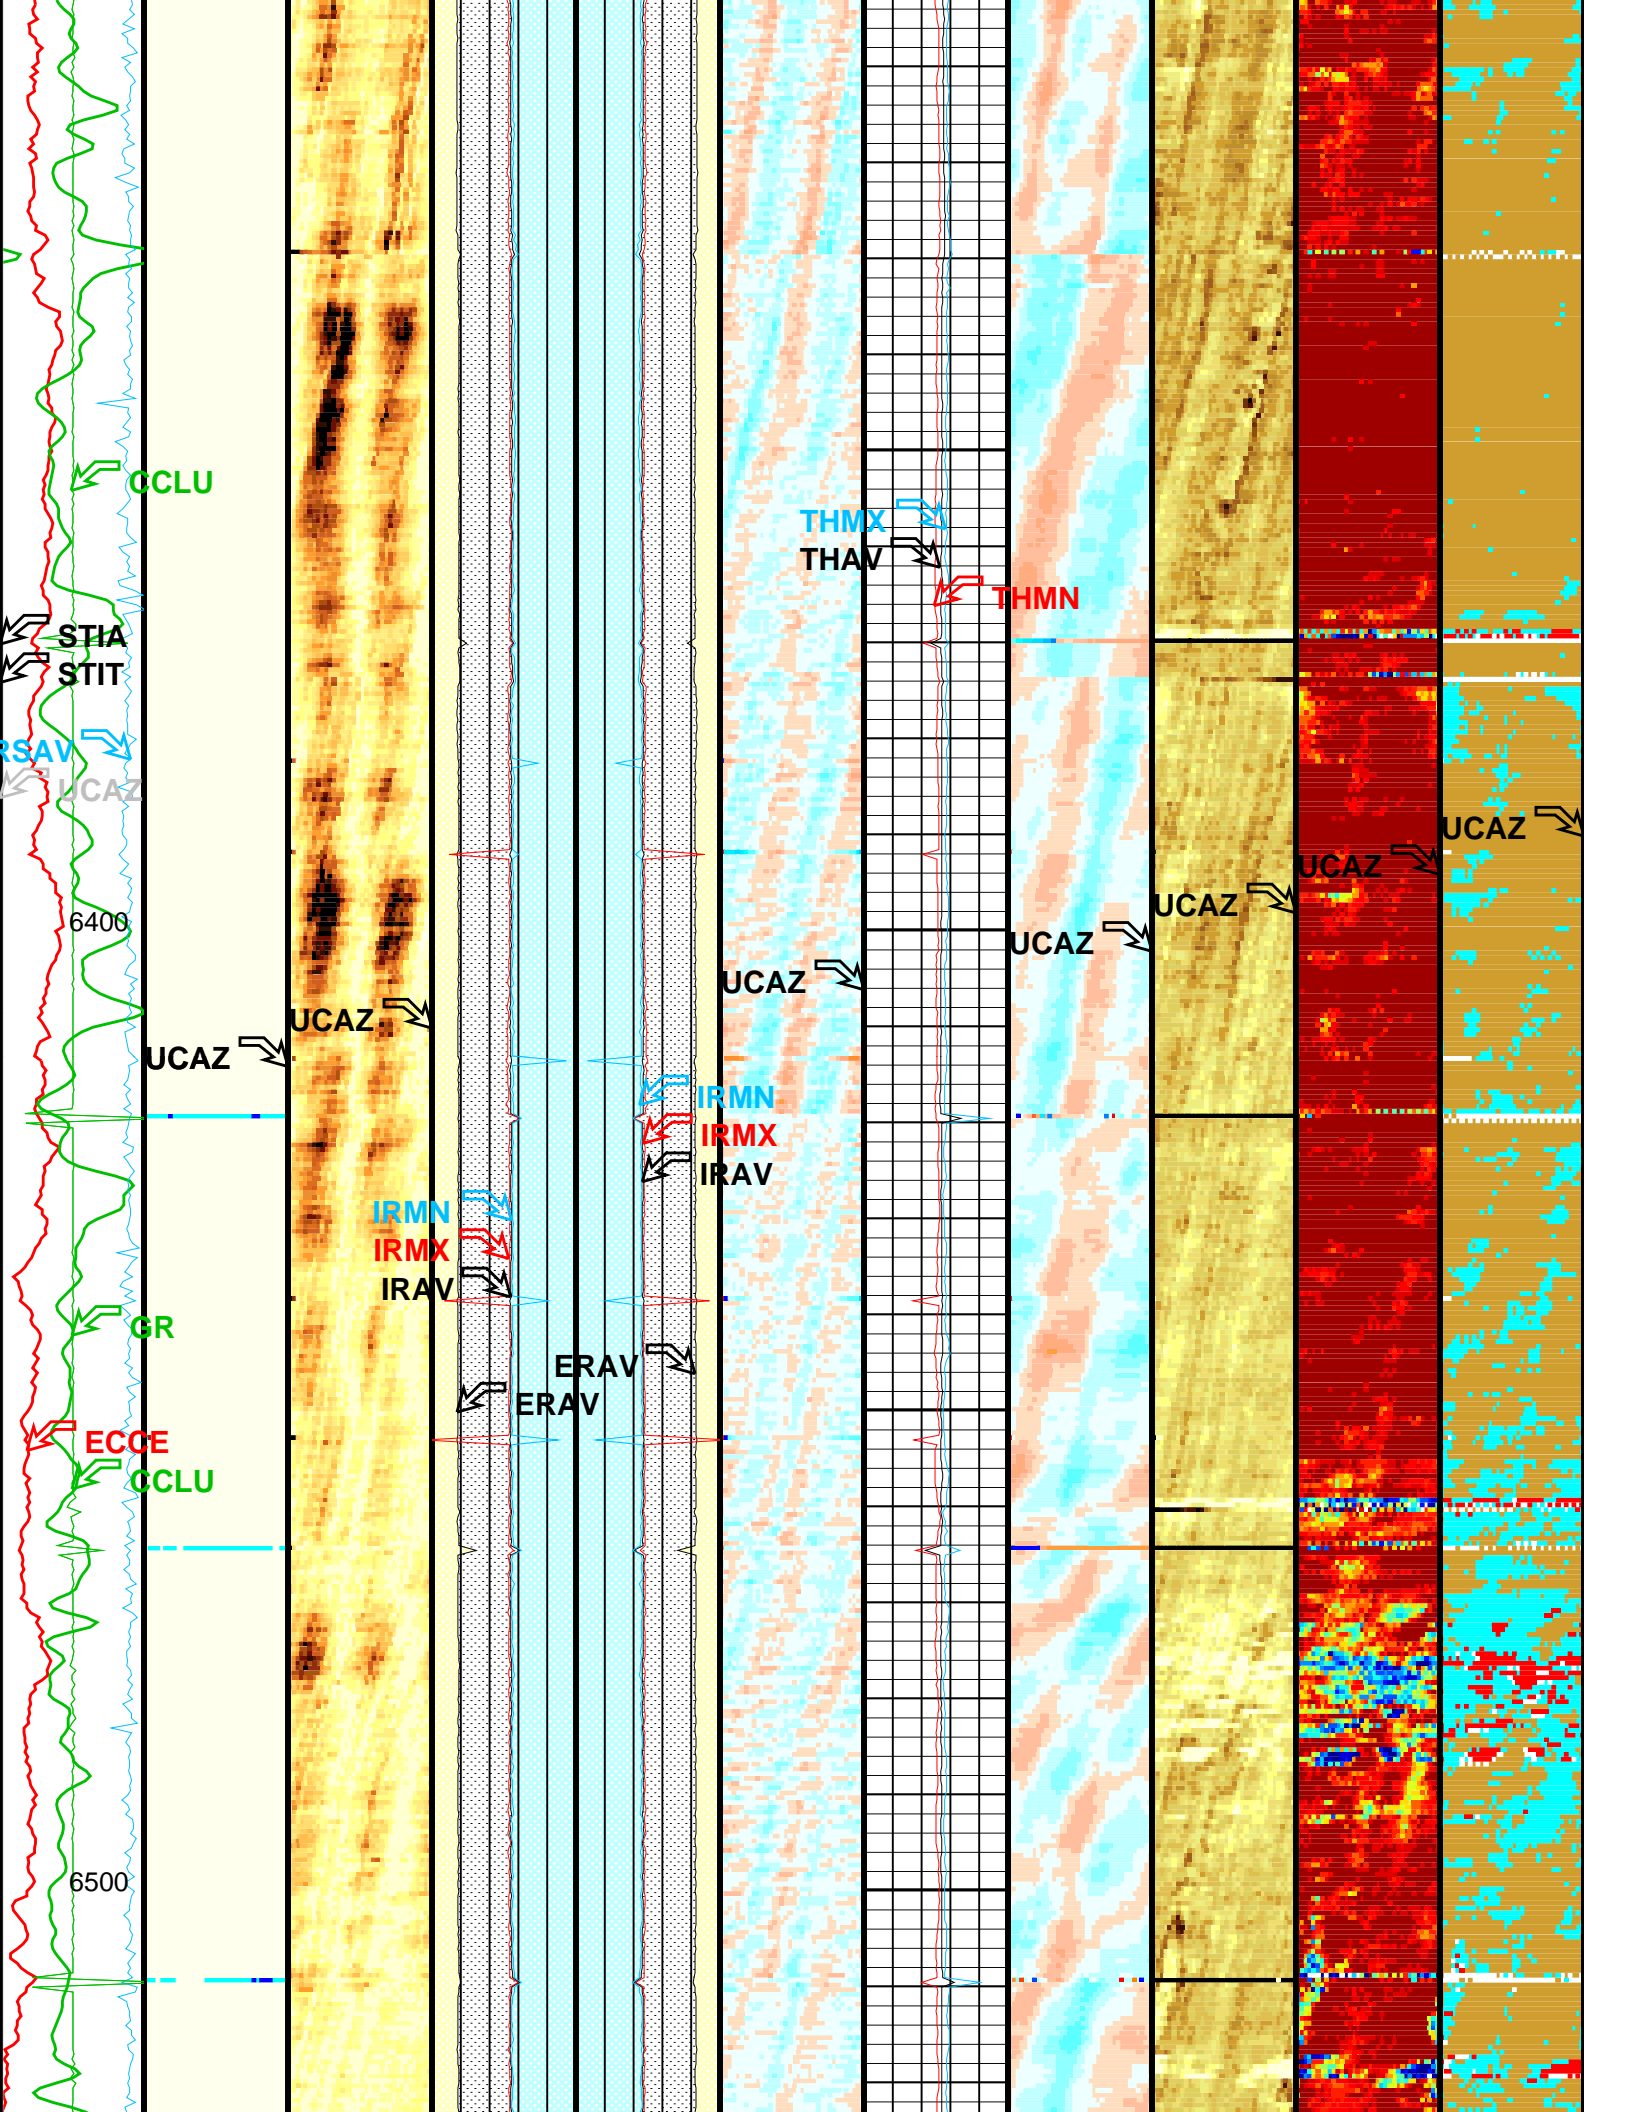 CCLU
THMX
THAV
THMN
STIA
STIT
RSAV
UCAZ
UCAZ
UCAZ
UCAZ
6400
UCAZ
UCAZ
UCAZ
UCAZ
IRMN
IRMX
IRAV
IRMN
IRMX
IRAV
GR
ERAV
ERAV
ECCE
CCLU
6500